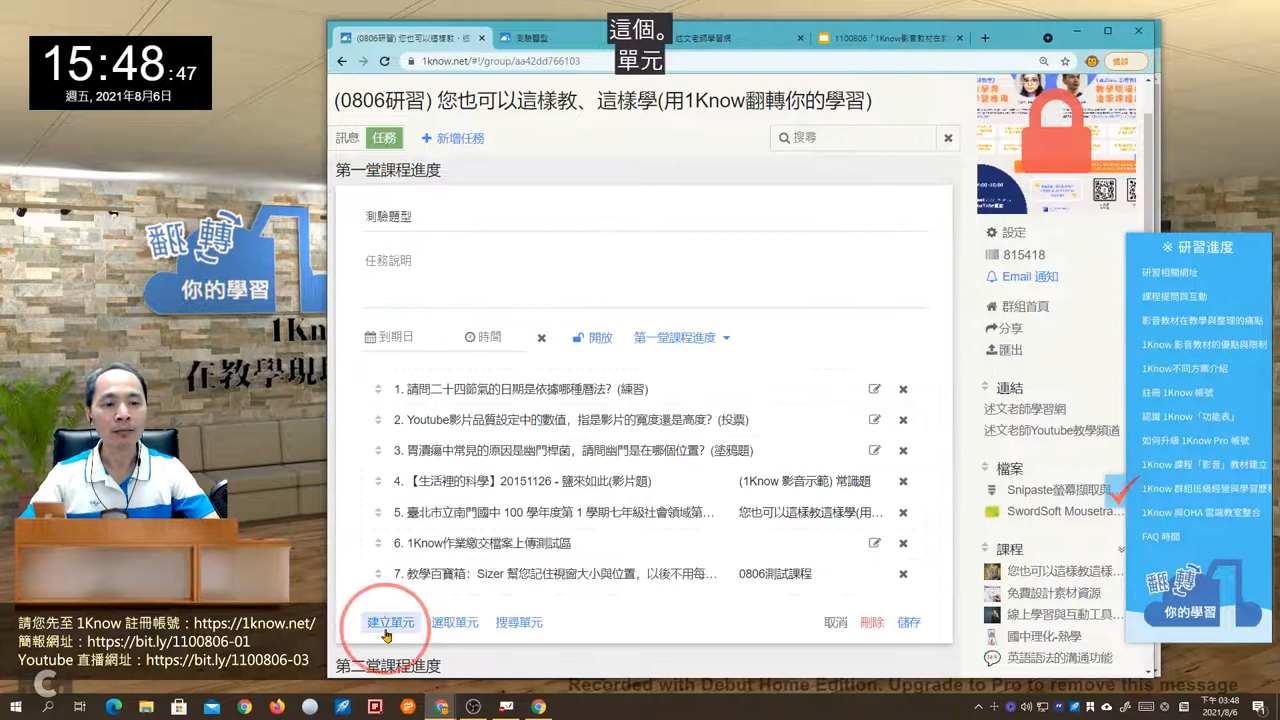 這個。
單元
15:48:47
週五, 2021年8月6日
(0806研習) 您也可以這樣教、
測驗題型
述文老師學習網
1100806「1Know影音教材在
1know.net/#!/group/aa42dd766103
(0806研習) 您也可以這樣教、這樣學(用1Know翻轉你的學習)
訊息
任務
新增任務
搜尋
第一堂課程進度
測驗題型
任務說明
到期日
時間
開放
第一堂課程進度
1. 請問二十四節氣的日期是依據哪種曆法? (練習)
2. Youtube影片品質設定中的數值，指是影片的寬度還是高度? (投票)
3. 胃潰瘍中常見的原因是幽門桿菌，請問幽門是在哪個位置? (塗鴉題)
4. 【生活裡的科學】20151126 - 鹽來如此(影片題)
(1Know 影音示範) 常識題
5. 臺北市立南門國中 100 學年度第 1 學期七年級社會領域第...
您也可以這樣教這樣學(用...
6. 1Know作業繳交檔案上傳測試區
7. 教學百寶箱：Sizer 幫您記住視窗大小與位置，以後不用每...
0806測試課程
建立單元
選取單元
搜尋單元
取消
刪除
儲存
第二堂課程進度
設定
815418
Email 通知
群組首頁
分享
匯出
連結
述文老師學習網
述文老師Youtube教學頻道
檔案
Snipaste螢幕擷取與
SwordSoft Mousetra...
課程
您也可以這樣教這樣...
免費設計素材資源
線上學習與互動工具...
國中理化-熱學
英語語法的溝通功能
※ 研習進度
研習相關網址
課程提問與互動
影音教材在教學與整理的痛點
1Know 影音教材的優點與限制
1Know不同方案介紹
註冊 1Know 帳號
認識 1Know「功能表」
如何升級 1Know Pro 帳號
1Know 課程「影音」教材建立
1Know 群組班級經營與學習歷
1Know 與OHA 雲端教室整合
FAQ 時間
翻轉
你的學習
翻轉
你的學習
1Kn
在教學現
請您先至 1Know 註冊帳號：https://1know.net/
簡報網址：https://bit.ly/1100806-01
Youtube 直播網址：https://bit.ly/1100806-03
Recorded with Debut Home Edition. Upgrade to Pro to remove this message
下午 03:48
2021/8/6